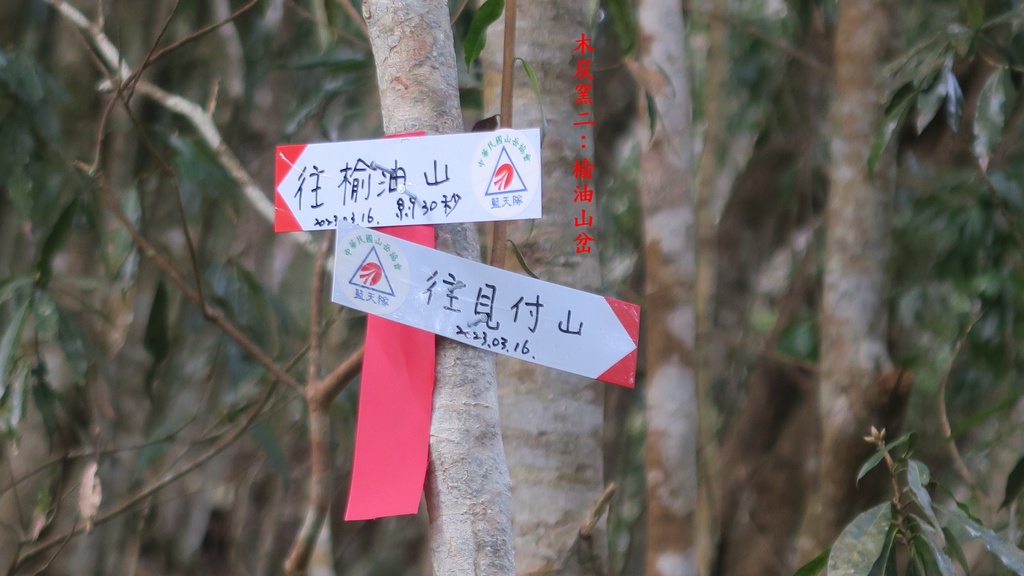 木炭窯二：榆油山岔
往榆油山
2023.03.16. 約30秒
中華民國山岳協會
藍天隊
往見付山
2023.03.16.
中華民國山岳協會
藍天隊